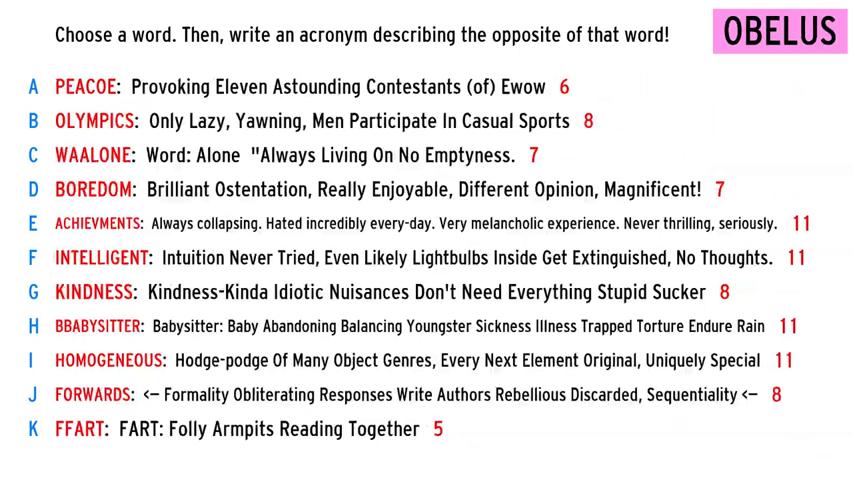 Choose a word. Then, write an acronym describing the opposite of that word!
OBELUS
A PEACOE: Provoking Eleven Astounding Contestants (of) Ewow 6
B OLYMPICS: Only Lazy, Yawning, Men Participate In Casual Sports 8
C WAALONE: Word: Alone "Always Living On No Emptyness. 7
D BOREDOM: Brilliant Ostentation, Really Enjoyable, Different Opinion, Magnificent! 7
E ACHIEVMENTS: Always collapsing. Hated incredibly every-day. Very melancholic experience. Never thrilling, seriously. 11
F INTELLIGENT: Intuition Never Tried, Even Likely Lightbulbs Inside Get Extinguished, No Thoughts. 11
G KINDNESS: Kindness-Kinda Idiotic Nuisances Don't Need Everything Stupid Sucker 8
H BBABYSITTER: Babysitter: Baby Abandoning Balancing Youngster Sickness Illness Trapped Torture Endure Rain 11
I HOMOGENEOUS: Hodge-podge Of Many Object Genres, Every Next Element Original, Uniquely Special 11
J FORWARDS: <– Formality Obliterating Responses Write Authors Rebellious Discarded, Sequentiality <– 8
K FFART: FART: Folly Armpits Reading Together 5